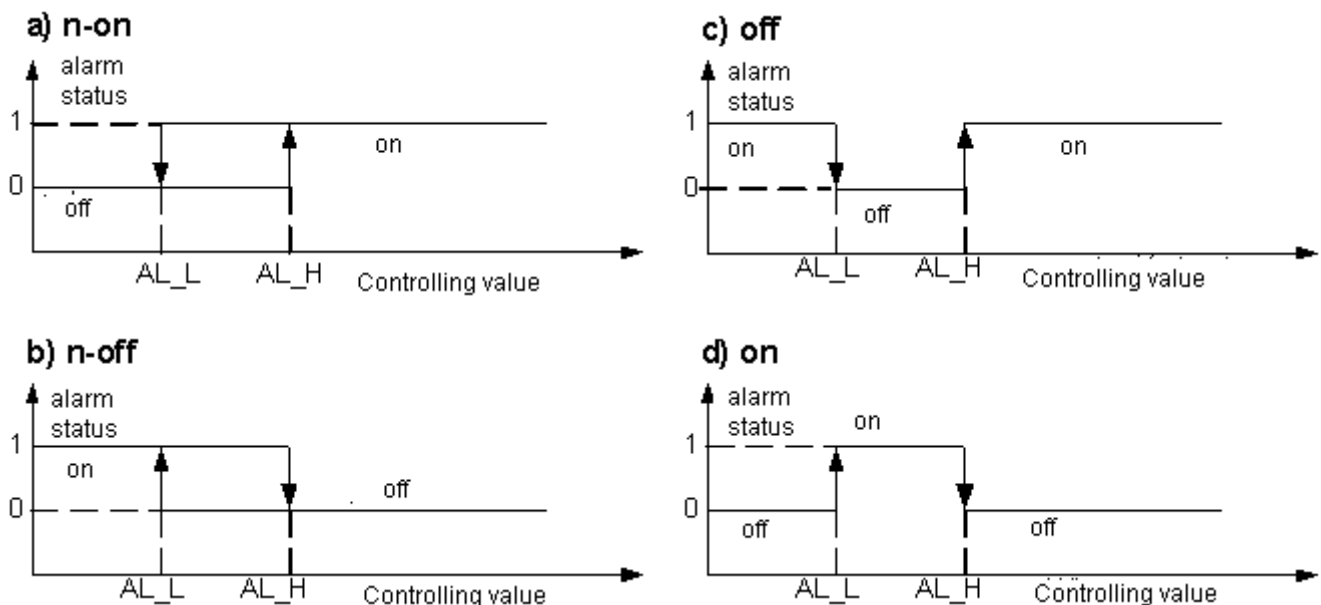 a) n-on
alarm
status
1
on
0
off
AL_L
AL_H
Controlling value
c) off
alarm
status
1
on
on
0
off
AL_L
AL_H
Controlling value
b) n-off
alarm
status
1
on
off
0
AL_L
AL_H
Controlling value
d) on
alarm
status
on
1
0
off
off
AL_L
AL_H
Controlling value